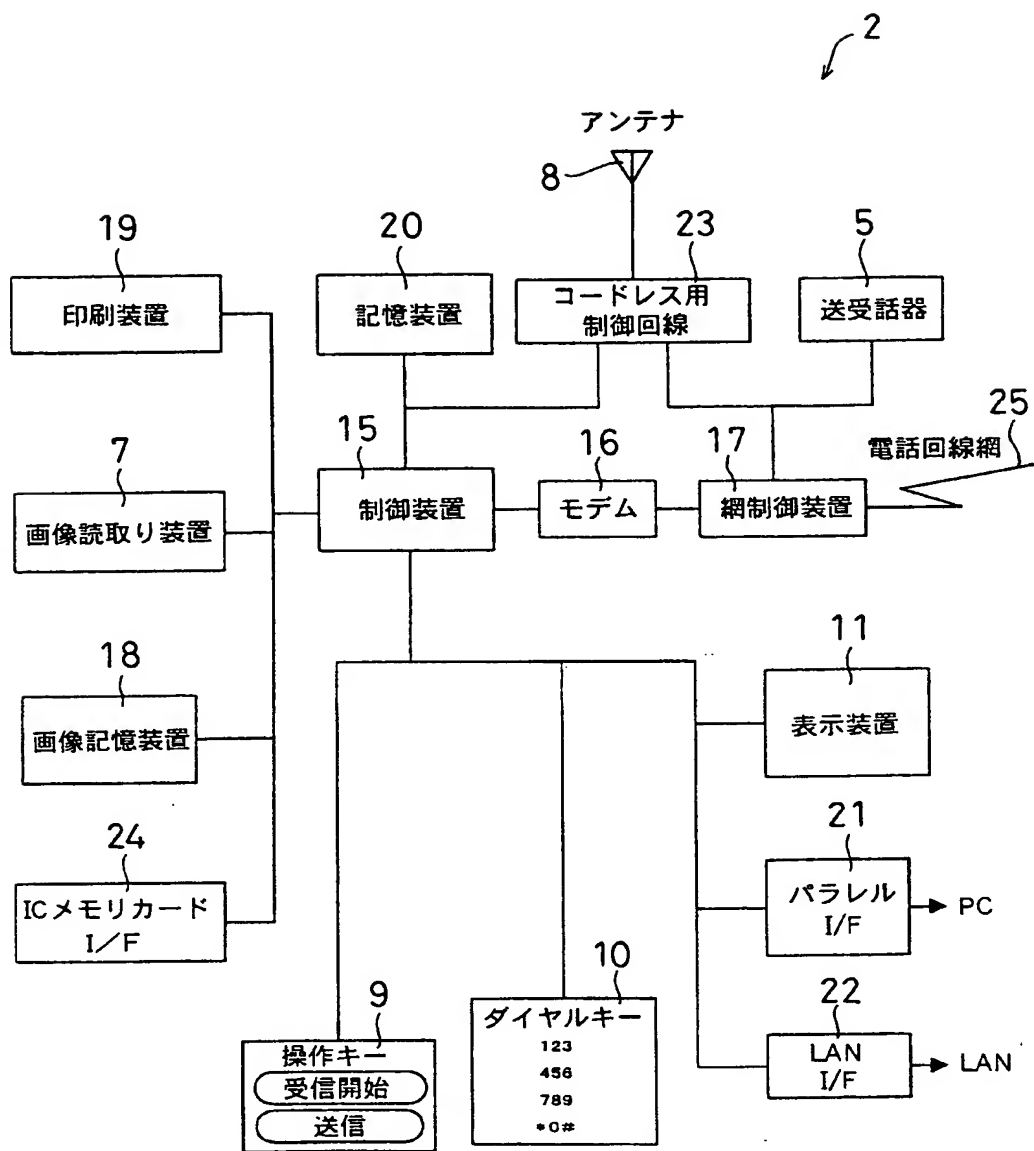 2
アンテナ
8
19
20
23
5
印刷装置
記憶装置
コードレス用
制御回線
送受話器
25
電話回線網
7
15
16
17
画像読取り装置
制御装置
モデム
網制御装置
18
11
画像記憶装置
表示装置
24
21
ICメモリカード
I/F
パラレル
I/F
PC
9
10
22
操作キー
受信開始
送信
ダイヤルキー
123
456
789
*0#
LAN
I/F
LAN